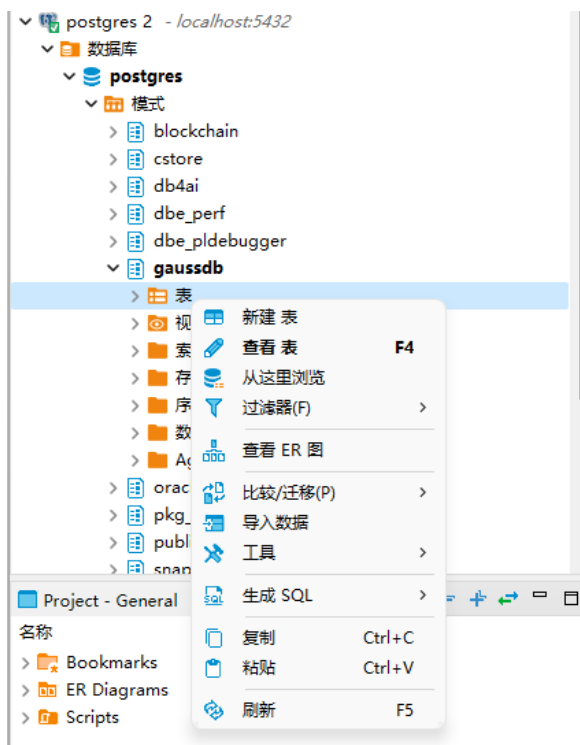 postgres 2 - localhost:5432
数据库
postgres
模式
blockchain
cstore
db4ai
dbe_perf
dbe_pldebugger
gaussdb
表
视
索
存
序
数
Ag
orac
pkg_
publi
snap
新建 表
查看 表 F4
从这里浏览
过滤器(F)
查看 ER 图
比较/迁移(P)
导入数据
工具
生成 SQL
复制 Ctrl+C
粘贴 Ctrl+V
刷新 F5
Project - General
名称
Bookmarks
ER Diagrams
Scripts